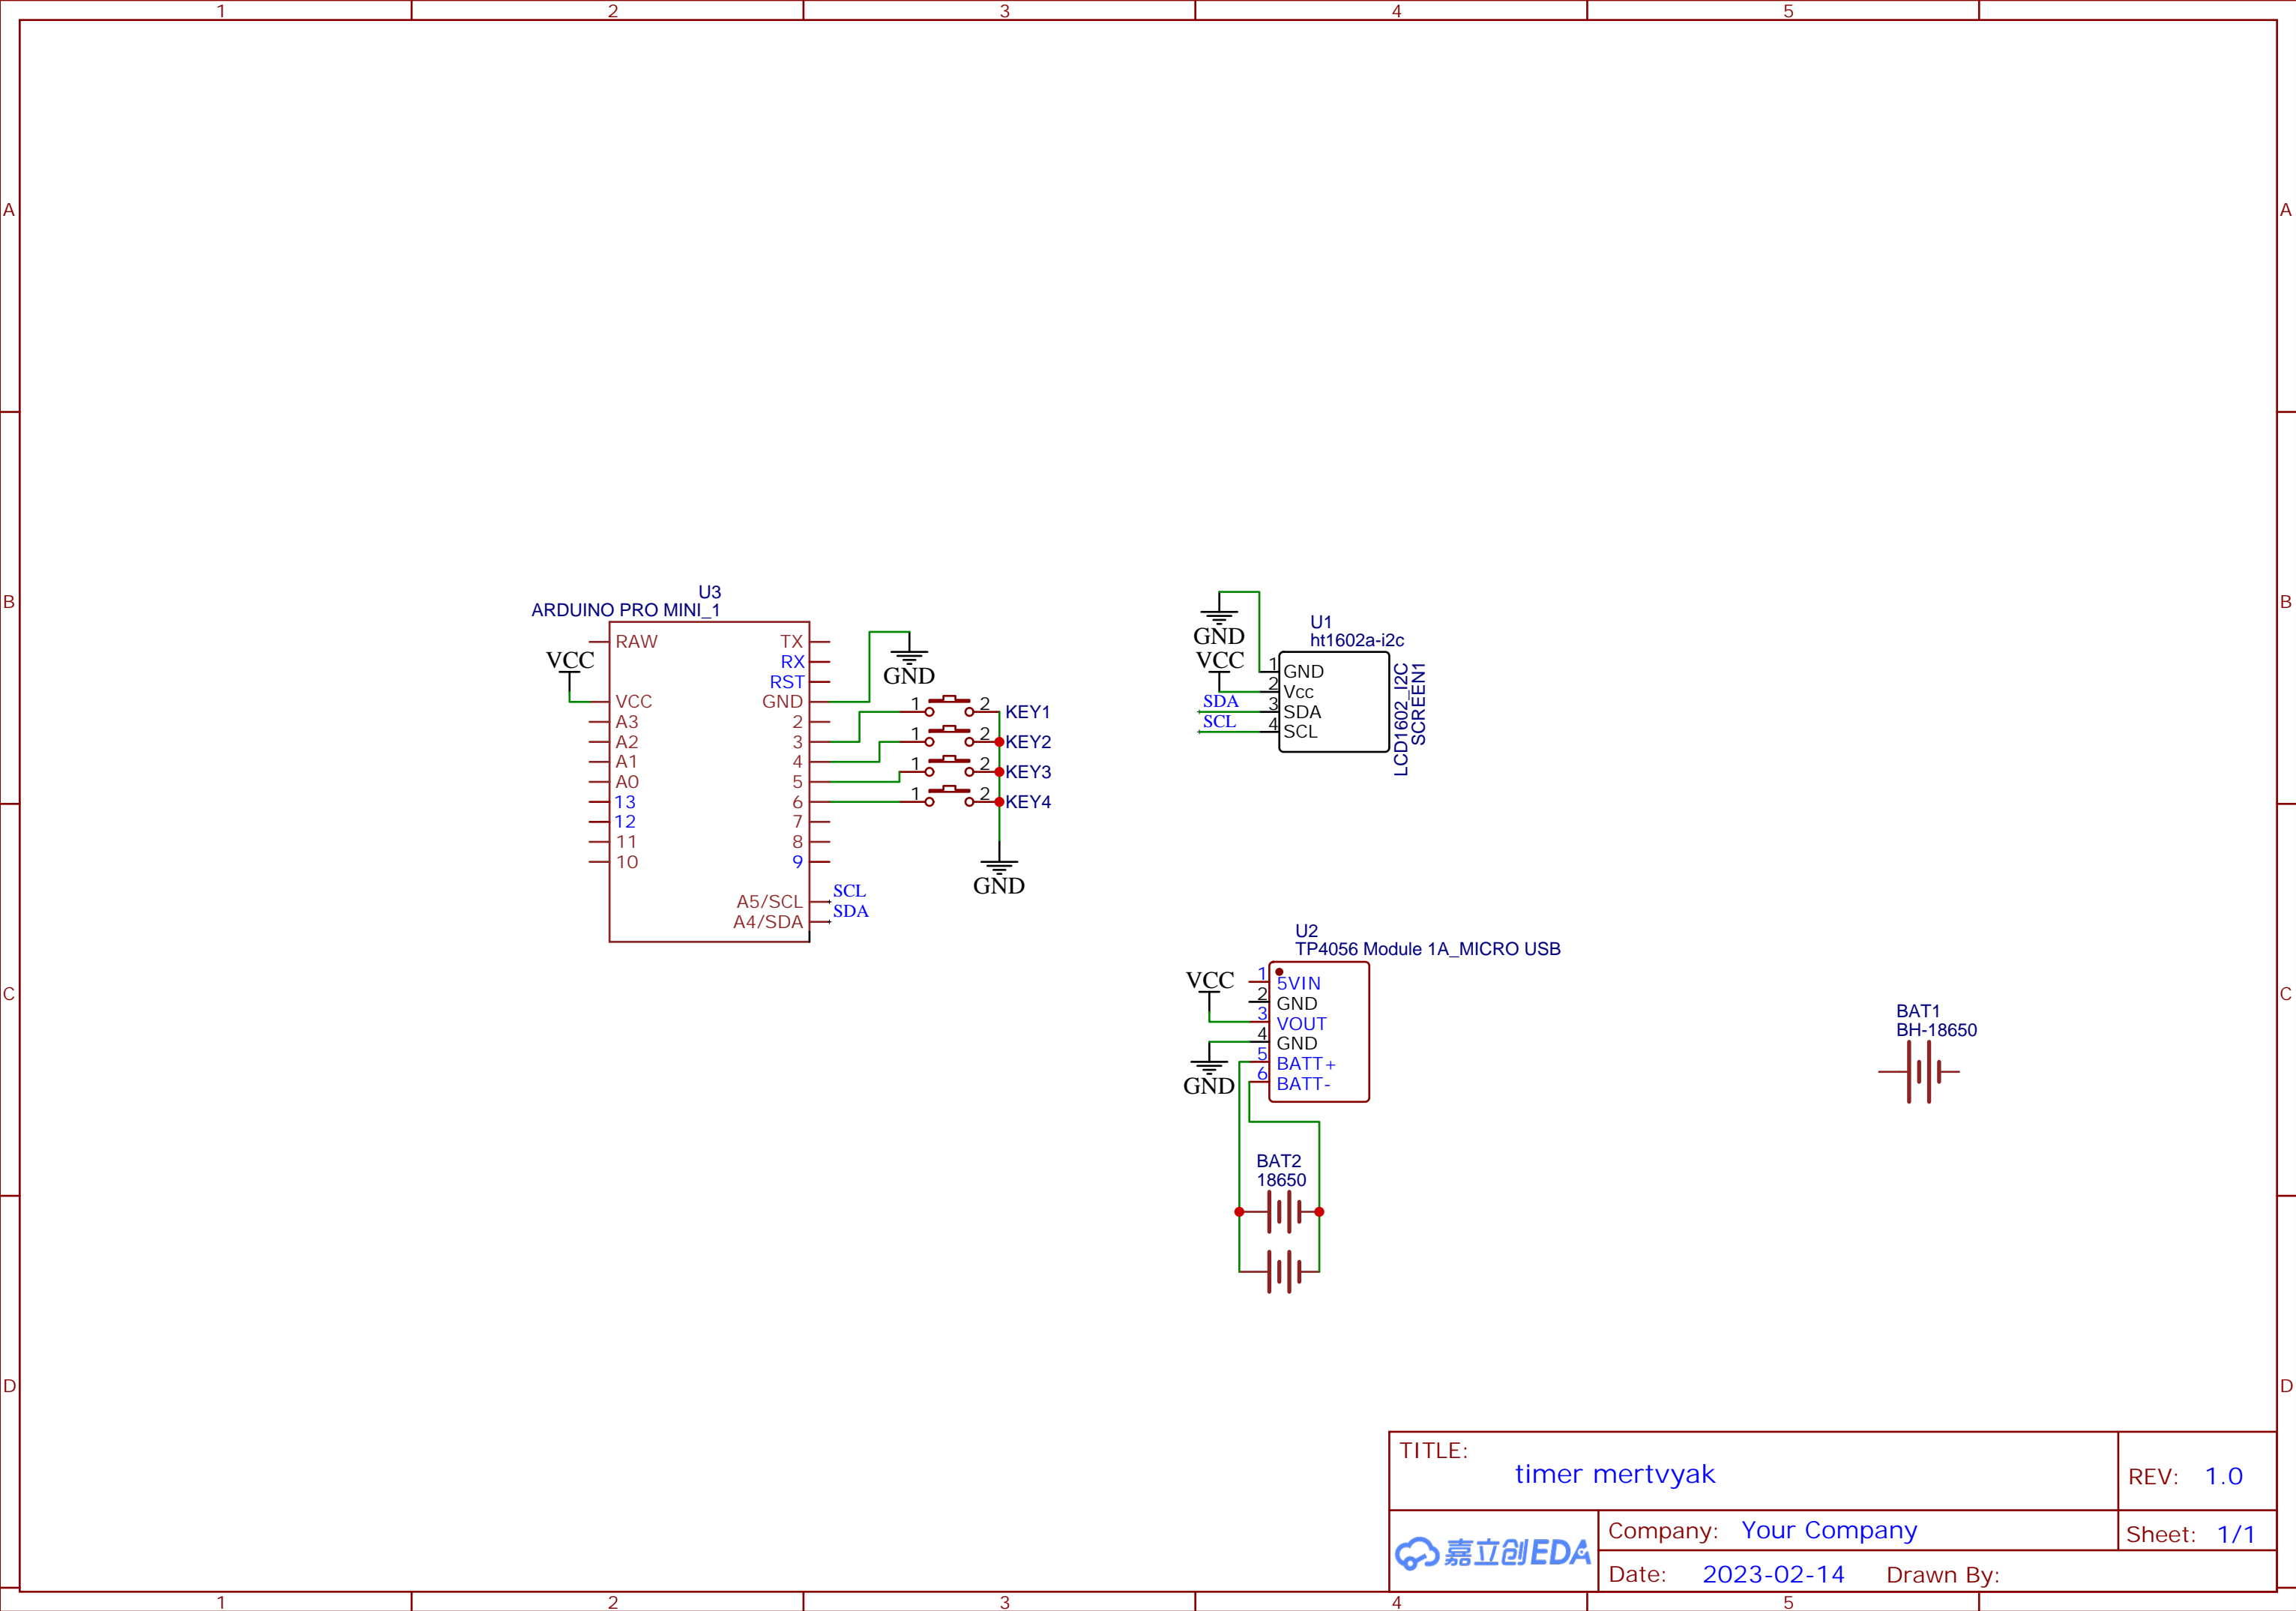 1 2 3 4 5
A A
B B
C C
D D
U3
ARDUINO PRO MINI_1
RAW
VCC
VCC
A3
A2
A1
A0
13
12
11
10
TX
RX
RST
GND
2
3
4
5
6
7
8
9
A5/SCL
A4/SDA
SCL
SDA
GND
1 2 KEY1
1 2 KEY2
1 2 KEY3
1 2 KEY4
GND
GND
VCC
SDA
SCL
U1
ht1602a-i2c
1 GND
2 Vcc
3 SDA
4 SCL
LCD1602_I2C
SCREEN1
U2
TP4056 Module 1A_MICRO USB
VCC
GND
1 5VIN
2 GND
3 VOUT
4 GND
5 BATT+
6 BATT-
BAT2
18650
BAT1
BH-18650
TITLE:
timer mertvyak
REV: 1.0
嘉立创EDA
Company: Your Company
Sheet: 1/1
Date: 2023-02-14 Drawn By:
1 2 3 4 5